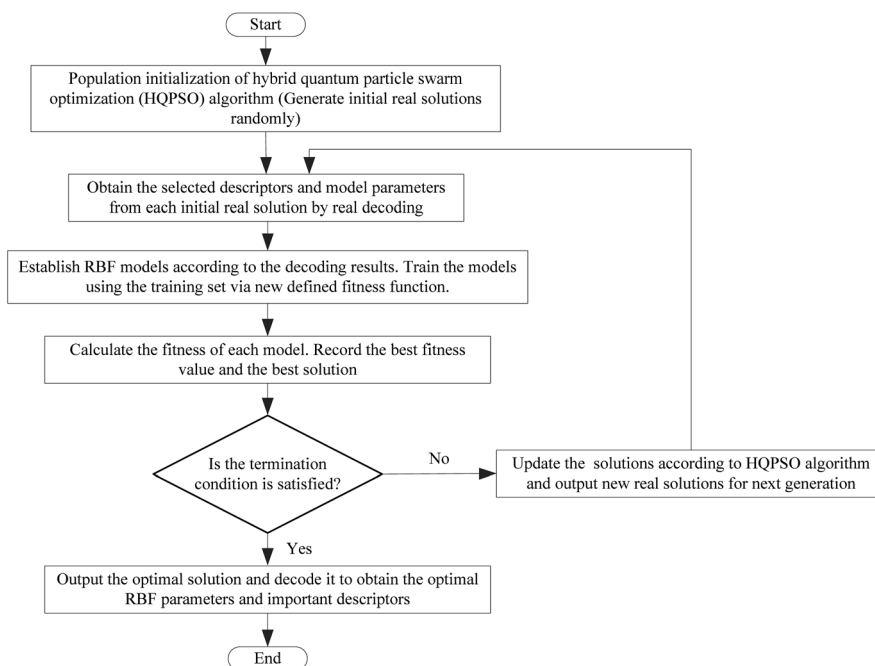 Start
Population initialization of hybrid quantum particle swarm
optimization (HQPSO) algorithm (Generate initial real solutions
randomly)
Obtain the selected descriptors and model parameters
from each initial real solution by real decoding
Establish RBF models according to the decoding results. Train the models
using the training set via new defined fitness function.
Calculate the fitness of each model. Record the best fitness
value and the best solution
Is the termination
condition is satisfied?
No
Update the solutions according to HQPSO algorithm
and output new real solutions for next generation
Yes
Output the optimal solution and decode it to obtain the optimal
RBF parameters and important descriptors
End